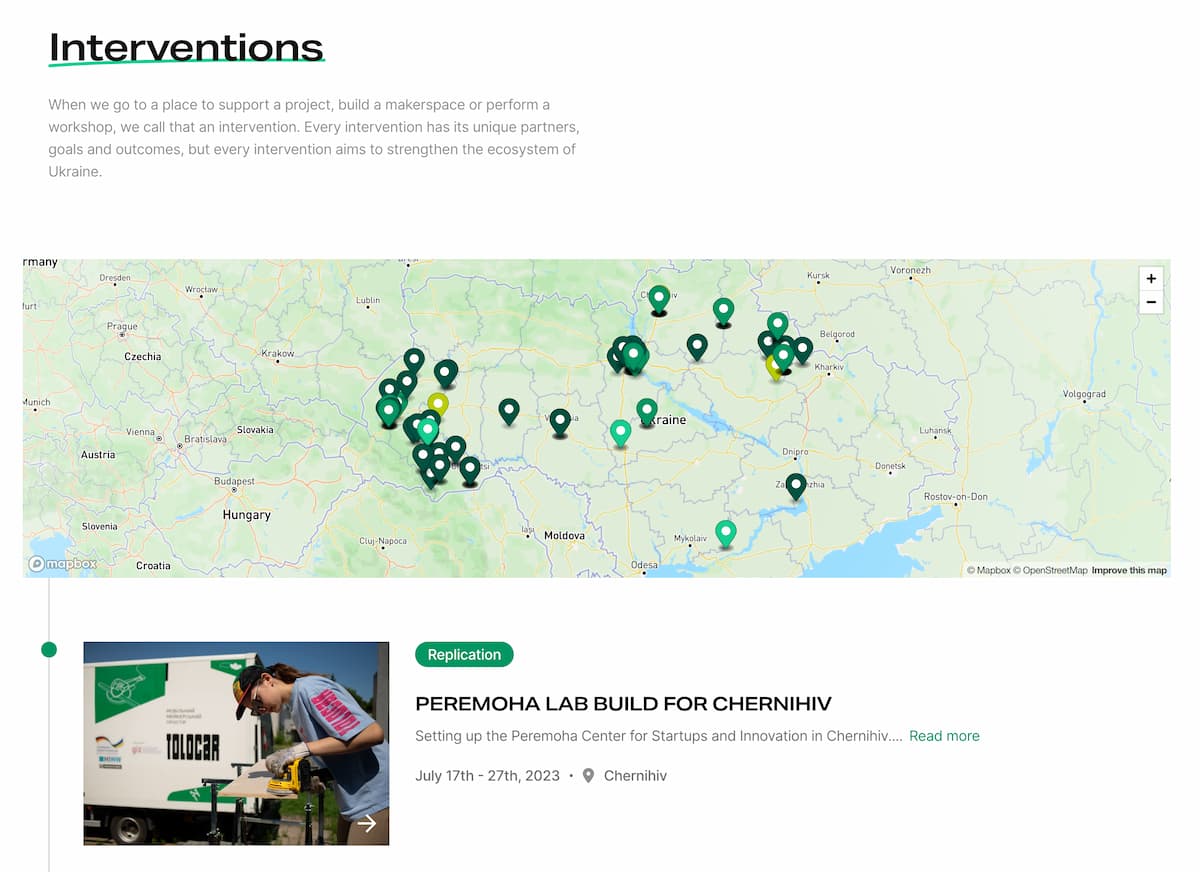 Interventions
When we go to a place to support a project, build a makerspace or perform a
workshop, we call that an intervention. Every intervention has its unique partners,
goals and outcomes, but every intervention aims to strengthen the ecosystem of
Ukraine.
rmany
Dresden
Wrocław
Lublin
Kursk
Voronezh
+
−
furt
Prague
Czechia
Krakow
Belgorod
Kharkiv
Munich
Vienna
Bratislava
Slovakia
Austria
Budapest
Hungary
raine
Volgograd
Luhansk
Dnipro
Donetsk
Rostov-on-Don
Slovenia
Cluj-Napoca
Iași
Moldova
Mykolaiv
Odesa
Croatia
mapbox
© Mapbox © OpenStreetMap Improve this map
Replication
PEREMOHA LAB BUILD FOR CHERNIHIV
Setting up the Peremoha Center for Startups and Innovation in Chernihiv.... Read more
July 17th - 27th, 2023 • Chernihiv
TOLOCAR